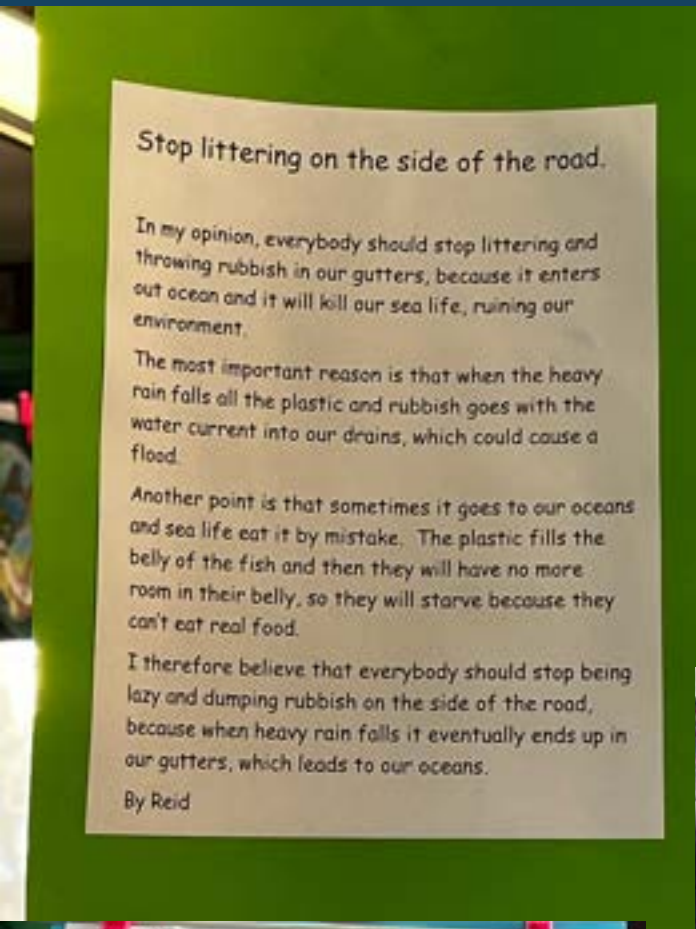 Stop littering on the side of the road.
In my opinion, everybody should stop littering and
throwing rubbish in our gutters, because it enters
out ocean and it will kill our sea life, ruining our
environment.
The most important reason is that when the heavy
rain falls all the plastic and rubbish goes with the
water current into our drains, which could cause a
flood.
Another point is that sometimes it goes to our oceans
and sea life eat it by mistake. The plastic fills the
belly of the fish and then they will have no more
room in their belly, so they will starve because they
can't eat real food.
I therefore believe that everybody should stop being
lazy and dumping rubbish on the side of the road,
because when heavy rain falls it eventually ends up in
our gutters, which leads to our oceans.
By Reid